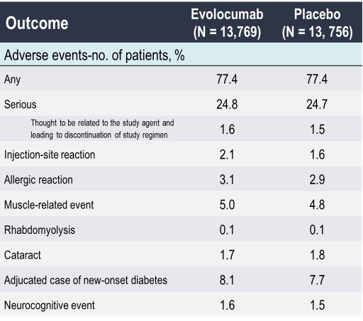 Outcome Evolocumab (N = 13,769) Placebo (N = 13, 756)
Adverse events-no. of patients, %
Any 77.4 77.4
Serious 24.8 24.7
Thought to be related to the study agent and
leading to discontinuation of study regimen 1.6 1.5
Injection-site reaction 2.1 1.6
Allergic reaction 3.1 2.9
Muscle-related event 5.0 4.8
Rhabdomyolysis 0.1 0.1
Cataract 1.7 1.8
Adjucated case of new-onset diabetes 8.1 7.7
Neurocognitive event 1.6 1.5